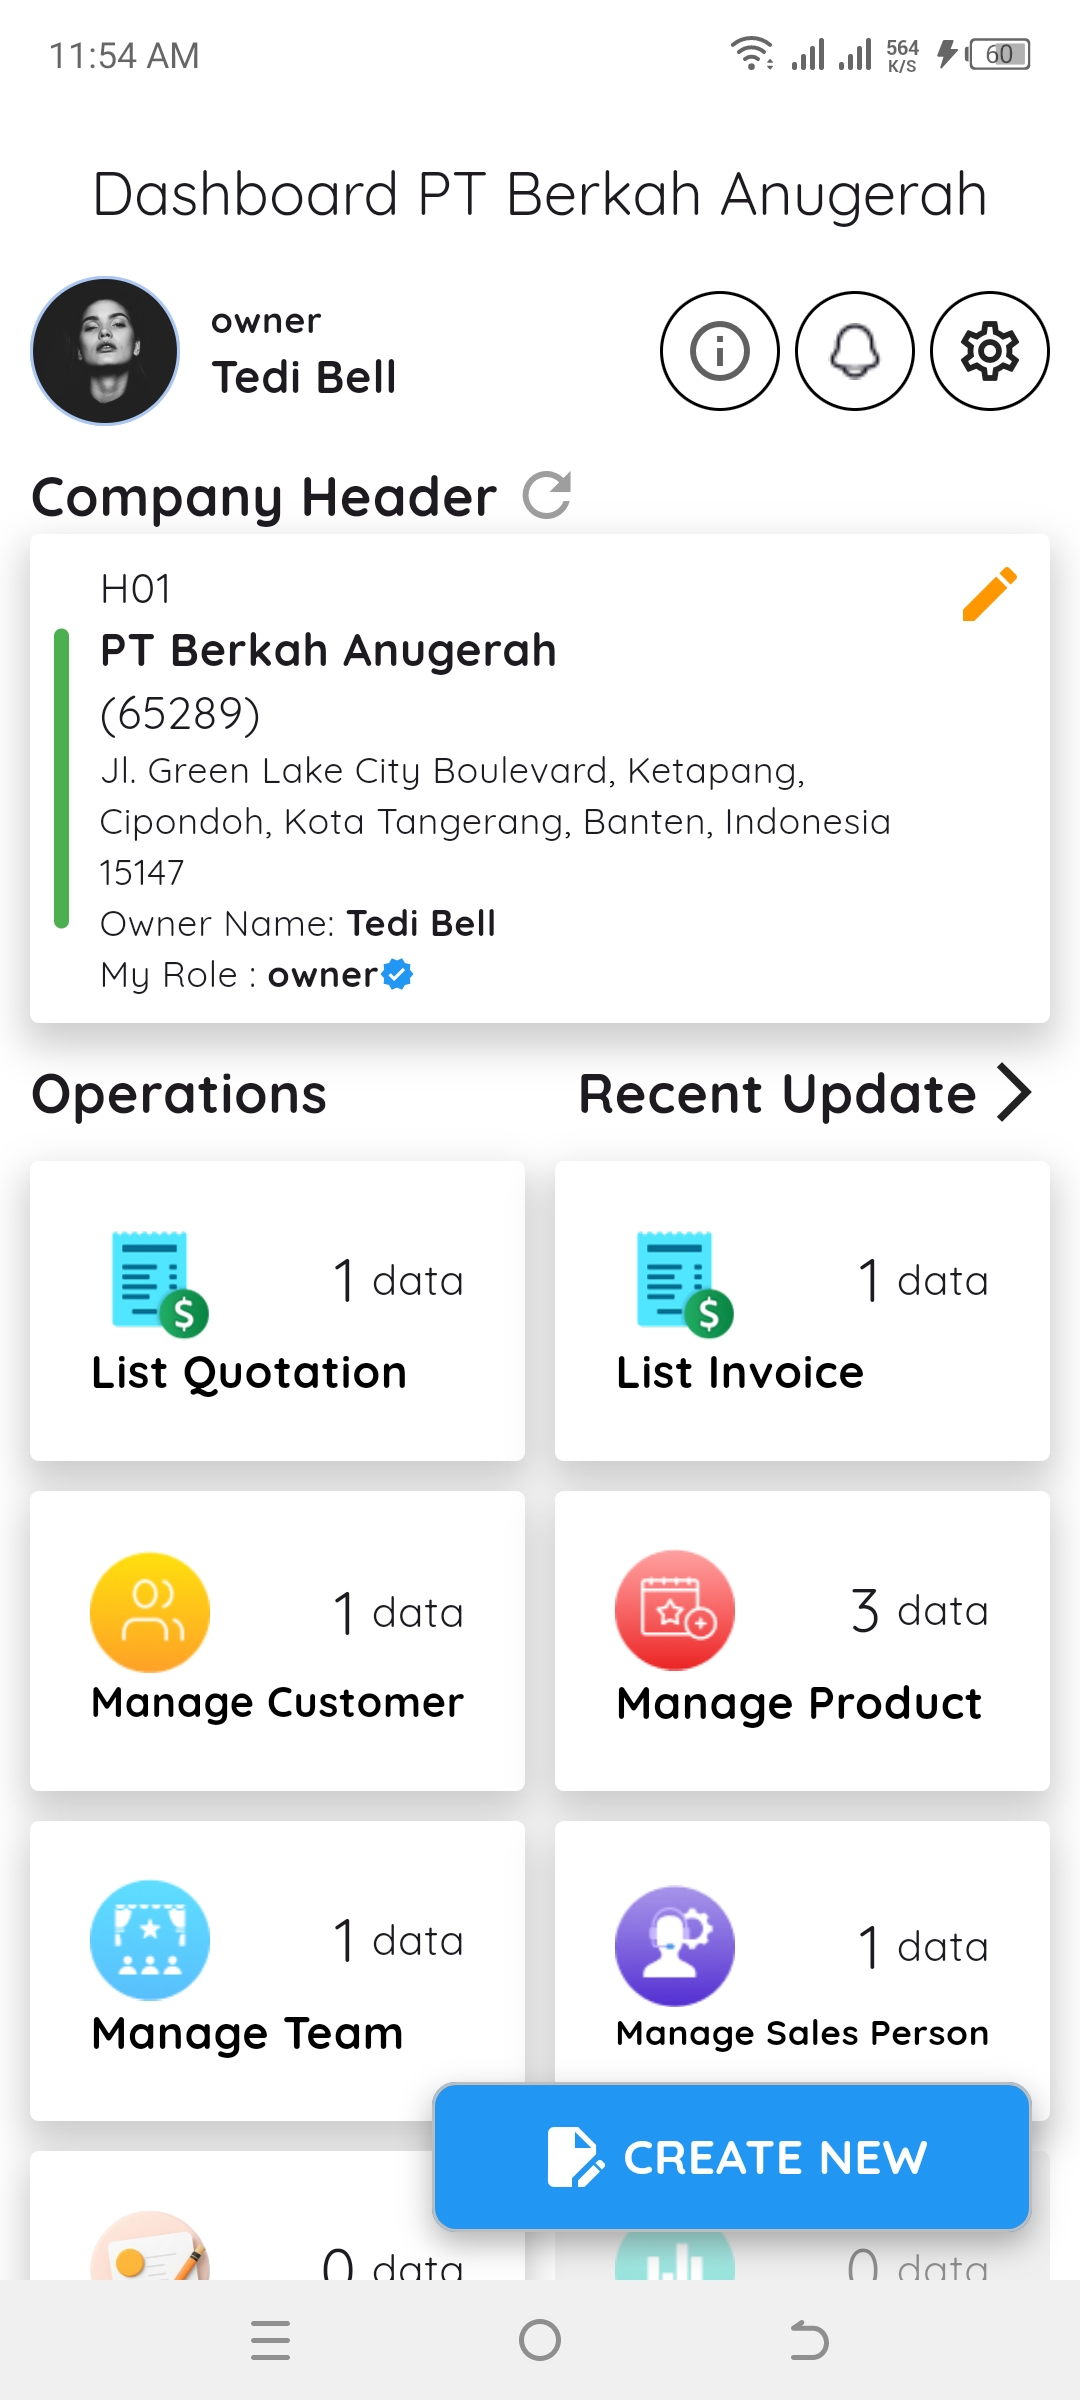 11:54 AM
564
K/S
60
Dashboard PT Berkah Anugerah
owner
Tedi Bell
Company Header
H01
PT Berkah Anugerah
(65289)
Jl. Green Lake City Boulevard, Ketapang,
Cipondoh, Kota Tangerang, Banten, Indonesia
15147
Owner Name: Tedi Bell
My Role : owner
Operations
Recent Update
1 data
List Quotation
1 data
List Invoice
1 data
Manage Customer
3 data
Manage Product
1 data
Manage Team
1 data
Manage Sales Person
CREATE NEW
0 data
0 data